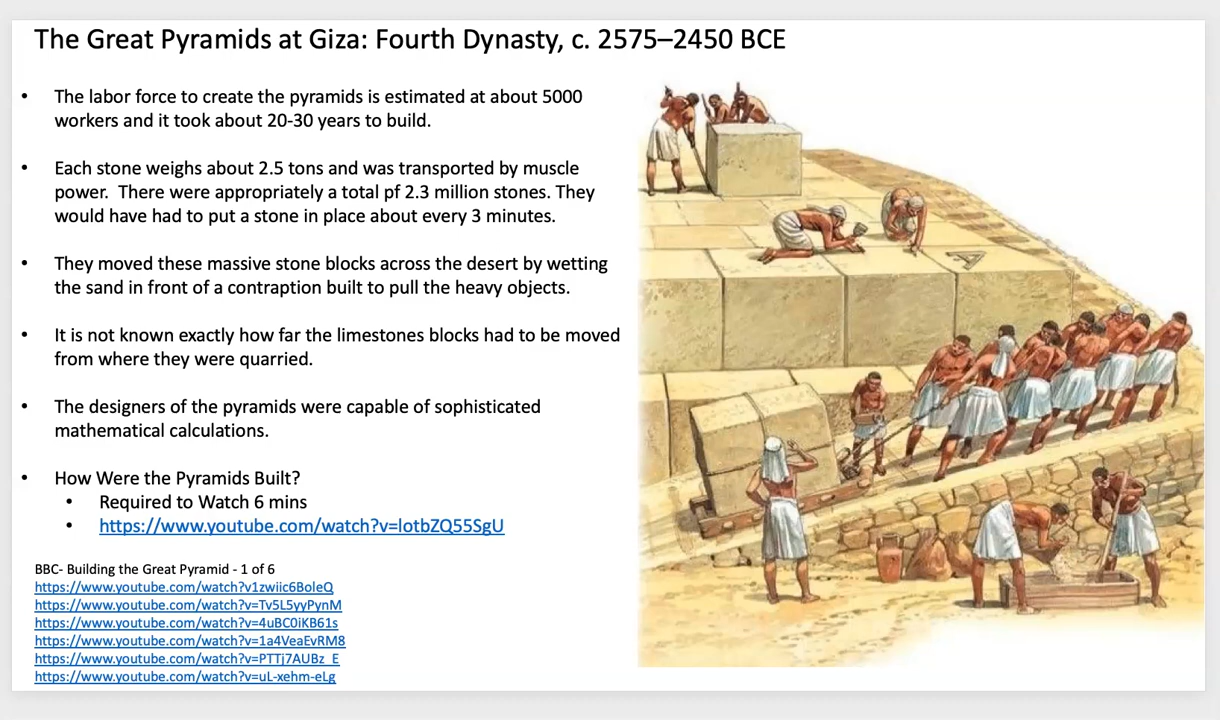 The Great Pyramids at Giza: Fourth Dynasty, c. 2575–2450 BCE
• The labor force to create the pyramids is estimated at about 5000
workers and it took about 20-30 years to build.
• Each stone weighs about 2.5 tons and was transported by muscle
power.  There were appropriately a total pf 2.3 million stones. They
would have had to put a stone in place about every 3 minutes.
• They moved these massive stone blocks across the desert by wetting
the sand in front of a contraption built to pull the heavy objects.
• It is not known exactly how far the limestones blocks had to be moved
from where they were quarried.
• The designers of the pyramids were capable of sophisticated
mathematical calculations.
• How Were the Pyramids Built?
• Required to Watch 6 mins
• https://www.youtube.com/watch?v=lotbZQ55SgU
BBC- Building the Great Pyramid - 1 of 6
https://www.youtube.com/watch?v1zwiic6BoleQ
https://www.youtube.com/watch?v=Tv5L5yyPynM
https://www.youtube.com/watch?v=4uBC0iKB61s
https://www.youtube.com/watch?v=1a4VeaEvRM8
https://www.youtube.com/watch?v=PTTj7AUBz_E
https://www.youtube.com/watch?v=uL-xehm-eLg